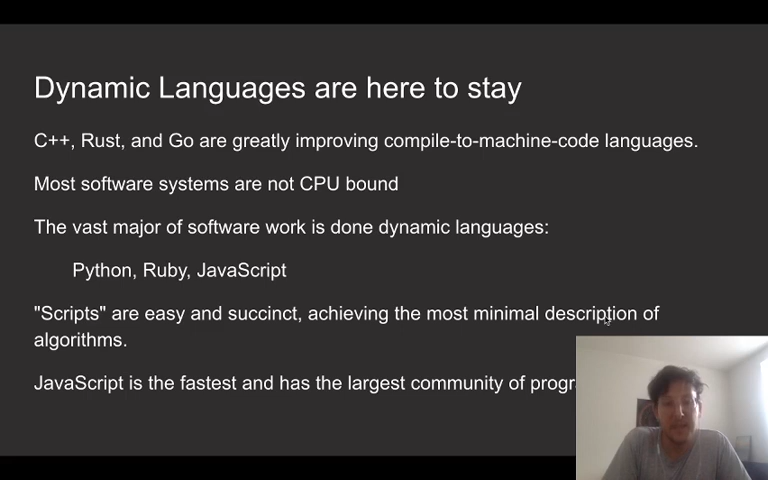 Dynamic Languages are here to stay
C++, Rust, and Go are greatly improving compile-to-machine-code languages.
Most software systems are not CPU bound
The vast major of software work is done dynamic languages:
Python, Ruby, JavaScript
"Scripts" are easy and succinct, achieving the most minimal description of
algorithms.
JavaScript is the fastest and has the largest community of